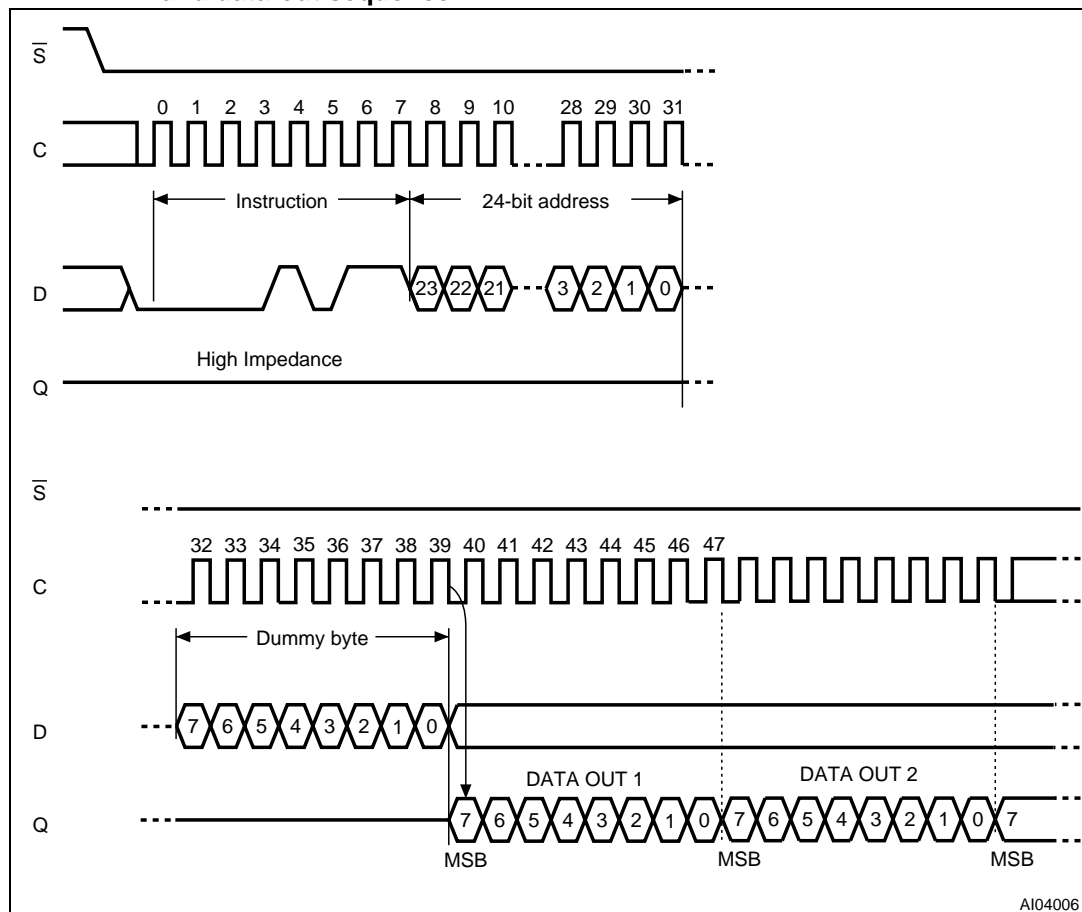 S
0 1 2 3 4 5 6 7 8 9 10 28 29 30 31
C
Instruction 24-bit address
D 23 22 21 3 2 1 0
High Impedance
Q
S
32 33 34 35 36 37 38 39 40 41 42 43 44 45 46 47
C
Dummy byte
D 7 6 5 4 3 2 1 0
DATA OUT 1 DATA OUT 2
Q 7 6 5 4 3 2 1 0 7 6 5 4 3 2 1 0 7
MSB MSB MSB
AI04006